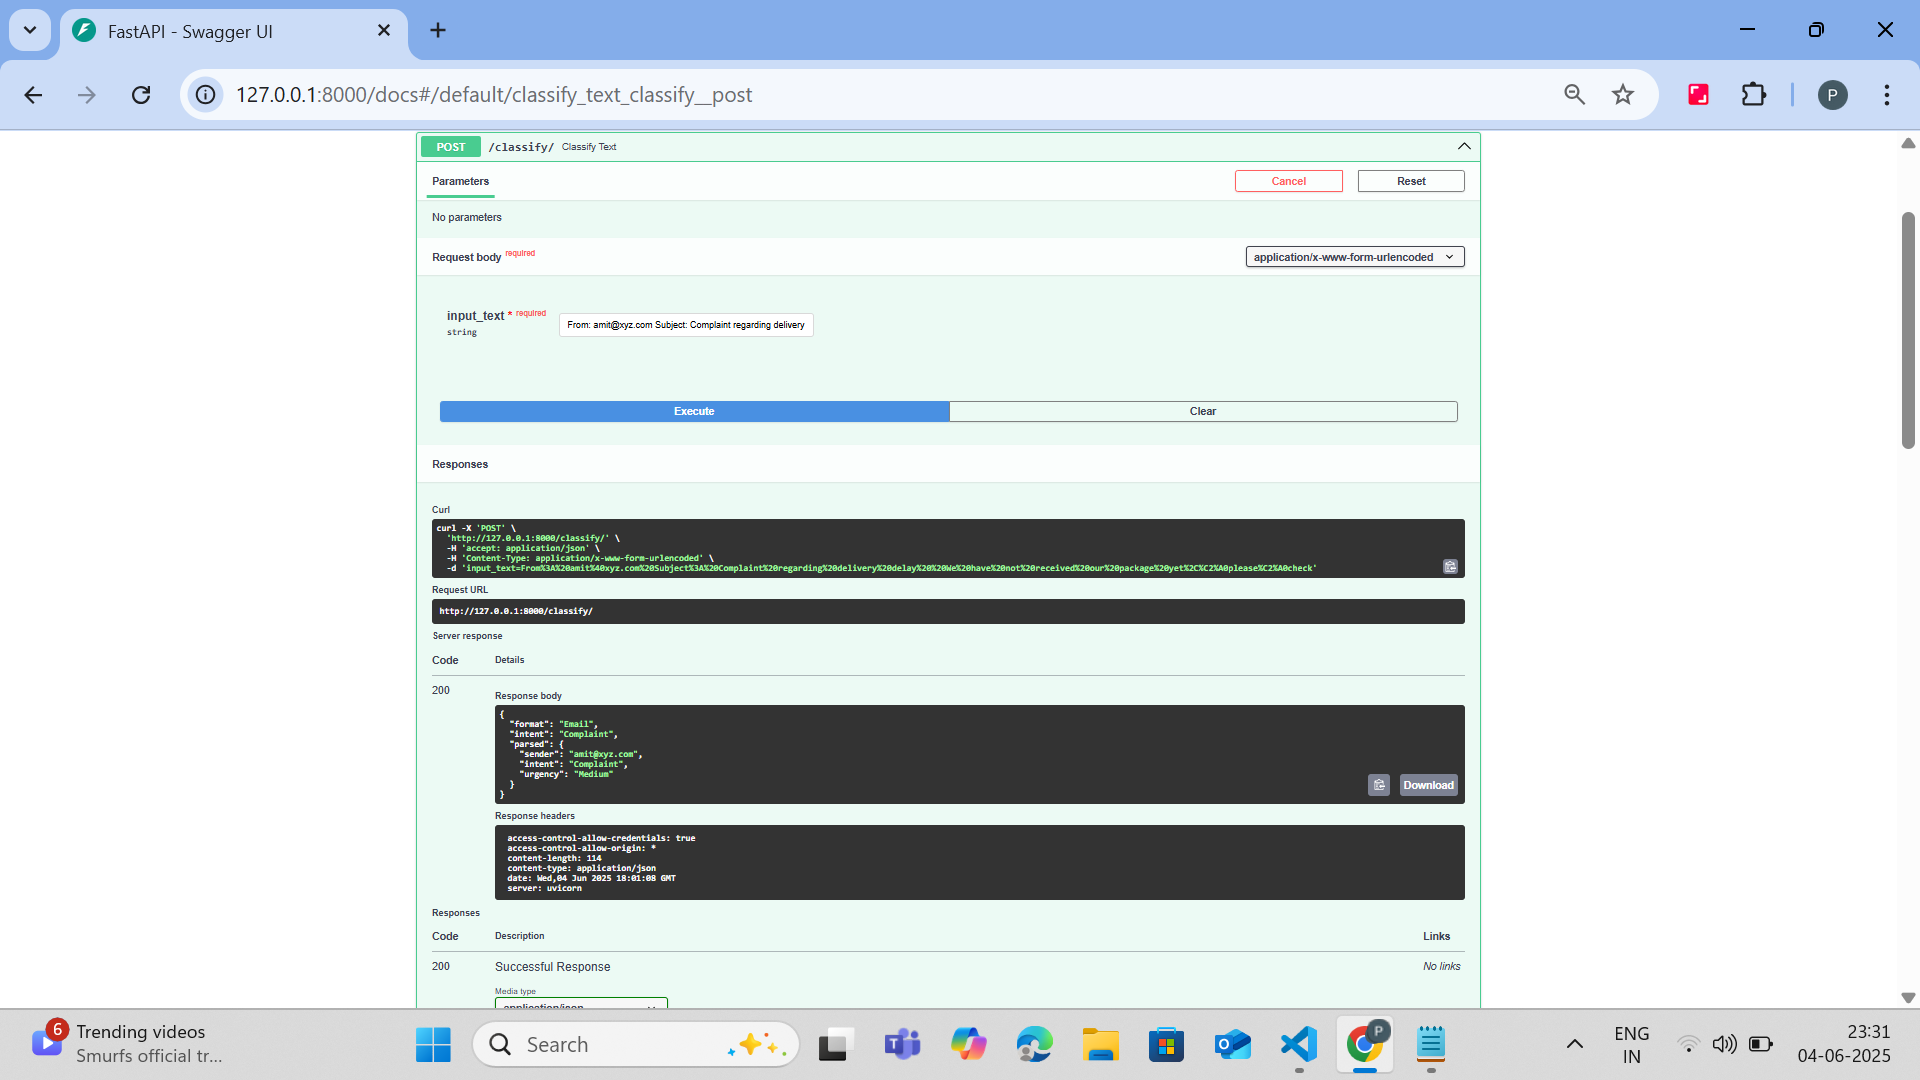 FastAPI - Swagger UI
127.0.0.1:8000/docs#/default/classify_text_classify__post
P
POST /classify/ Classify Text
Parameters
Cancel
Reset
No parameters
Request body required
application/x-www-form-urlencoded
input_text * required
string
From: amit@xyz.com Subject: Complaint regarding delivery
Execute
Clear
Responses
Curl
curl -X 'POST' \
'http://127.0.0.1:8000/classify/' \
-H 'accept: application/json' \
-H 'Content-Type: application/x-www-form-urlencoded' \
-d 'input_text=From%3A%20amit%40xyz.com%20Subject%3A%20Complaint%20regarding%20delivery%20delay%20%20We%20have%20not%20received%20our%20package%20yet%2C%C2%A0please%C2%A0check'
Request URL
http://127.0.0.1:8000/classify/
Server response
Code Details
200
Response body
{
"format": "Email",
"intent": "Complaint",
"parsed": {
"sender": "amit@xyz.com",
"intent": "Complaint",
"urgency": "Medium"
}
}
Download
Response headers
access-control-allow-credentials: true
access-control-allow-origin: *
content-length: 114
content-type: application/json
date: Wed,04 Jun 2025 18:01:08 GMT
server: uvicorn
Responses
Code Description Links
200 Successful Response No links
Media type
application/json
6
Trending videos
Smurfs official tr...
Search
P
ENG
IN
23:31
04-06-2025